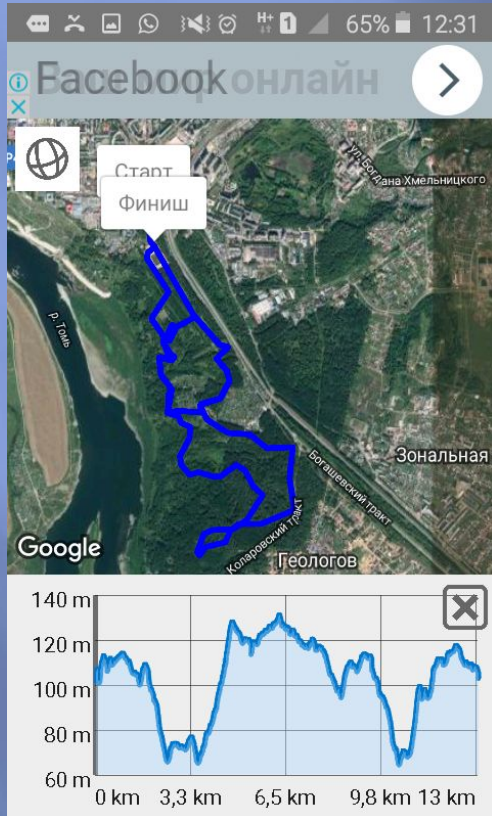 H+ 1 65% 12:31
Facebook онлайн
Старт
Финиш
ул. Богдана Хмельницкого
р. Томь
Зональная
Богашевский тракт
Коларовский тракт
Геологов
Google
140 m
120 m
100 m
80 m
60 m
0 km 3,3 km 6,5 km 9,8 km 13 km